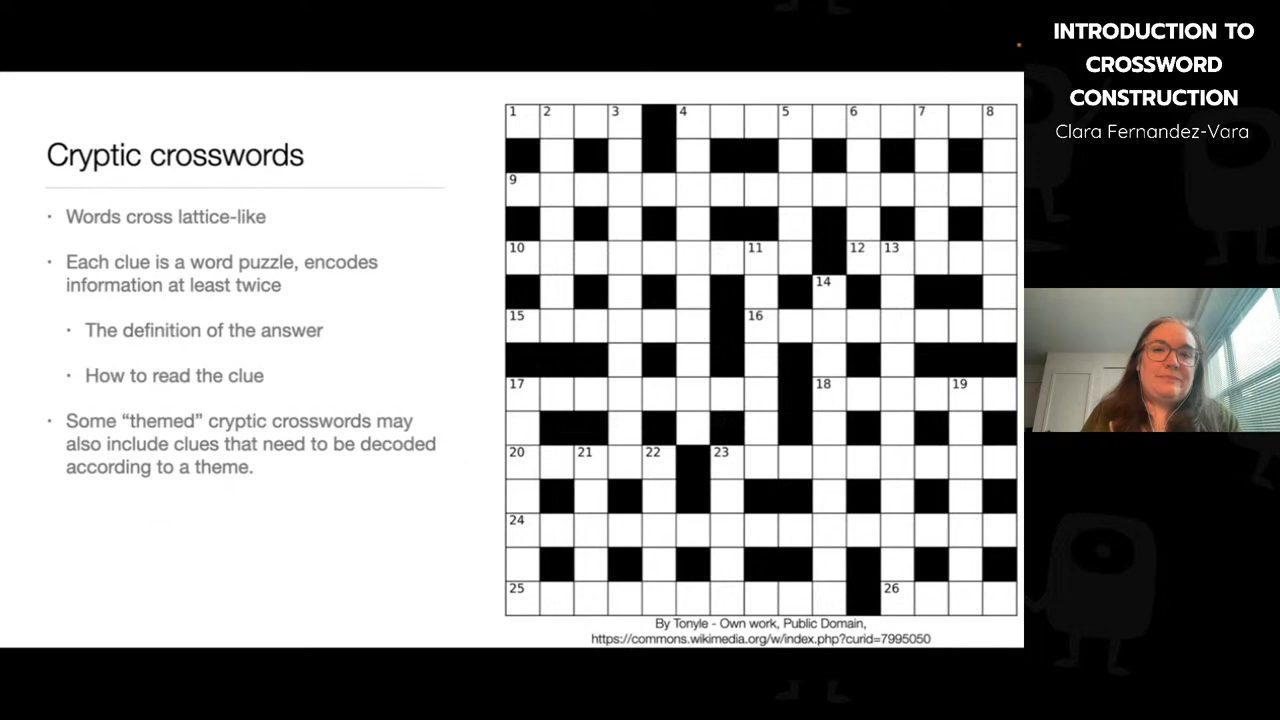 INTRODUCTION TO
CROSSWORD
CONSTRUCTION
Clara Fernandez-Vara
Cryptic crosswords
• Words cross lattice-like
• Each clue is a word puzzle, encodes
information at least twice
• The definition of the answer
• How to read the clue
• Some “themed” cryptic crosswords may
also include clues that need to be decoded
according to a theme.
1 2 3 4 5 6 7 8
9
10 11 12 13
14
15 16
17 18 19
20 21 22 23
24
25 26
By Tonyle - Own work, Public Domain,
https://commons.wikimedia.org/w/index.php?curid=7995050